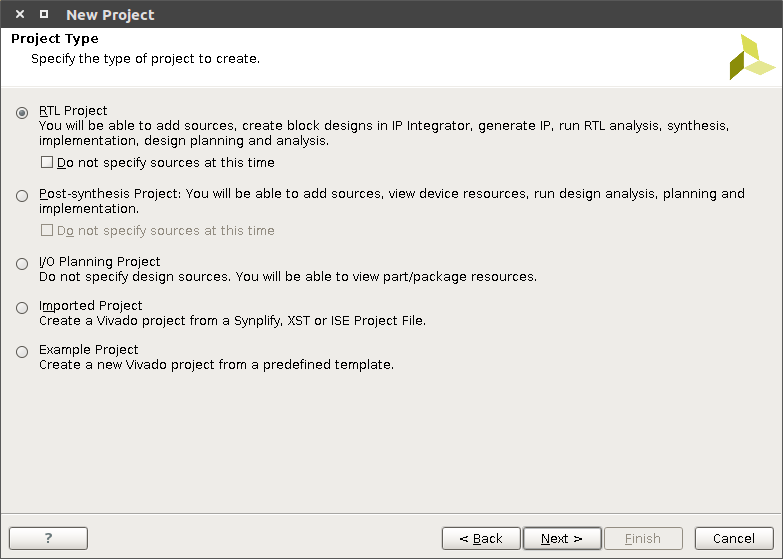 New Project
Project Type
Specify the type of project to create.
RTL Project
You will be able to add sources, create block designs in IP Integrator, generate IP, run RTL analysis, synthesis,
implementation, design planning and analysis.
Do not specify sources at this time
Post-synthesis Project: You will be able to add sources, view device resources, run design analysis, planning and
implementation.
Do not specify sources at this time
I/O Planning Project
Do not specify design sources. You will be able to view part/package resources.
Imported Project
Create a Vivado project from a Synplify, XST or ISE Project File.
Example Project
Create a new Vivado project from a predefined template.
? < Back Next > Finish Cancel